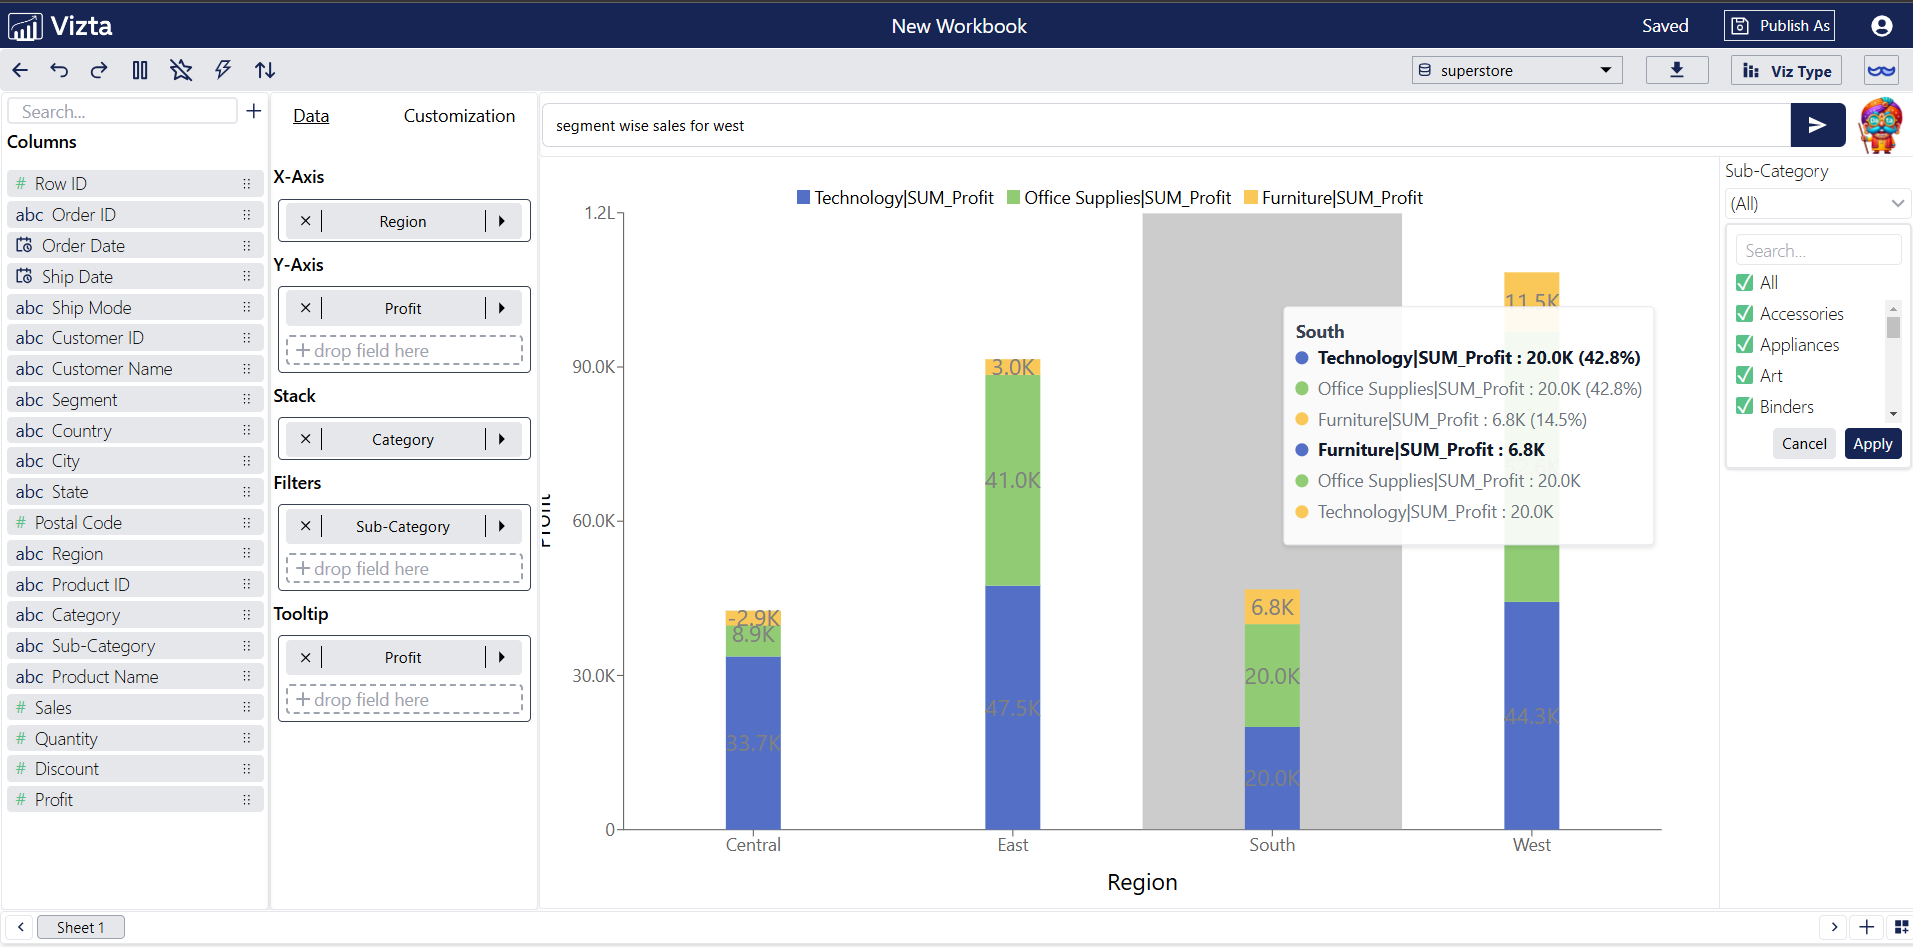 Vizta
New Workbook
Saved
Publish As
superstore
Viz Type
Search...
Columns
# Row ID
abc Order ID
Order Date
Ship Date
abc Ship Mode
abc Customer ID
abc Customer Name
abc Segment
abc Country
abc City
abc State
# Postal Code
abc Region
abc Product ID
abc Category
abc Sub-Category
abc Product Name
# Sales
# Quantity
# Discount
# Profit
Data
Customization
X-Axis
Region
Y-Axis
Profit
+ drop field here
Stack
Category
Filters
Sub-Category
+ drop field here
Tooltip
Profit
+ drop field here
segment wise sales for west
Technology|SUM_Profit
Office Supplies|SUM_Profit
Furniture|SUM_Profit
1.2L
90.0K
60.0K
30.0K
0
Profit
-2.9K
8.9K
33.7K
3.0K
41.0K
47.5K
6.8K
20.0K
20.0K
11.5K
44.3K
South
Technology|SUM_Profit : 20.0K (42.8%)
Office Supplies|SUM_Profit : 20.0K (42.8%)
Furniture|SUM_Profit : 6.8K (14.5%)
Furniture|SUM_Profit : 6.8K
Office Supplies|SUM_Profit : 20.0K
Technology|SUM_Profit : 20.0K
Central
East
South
West
Region
Sub-Category
(All)
Search...
All
Accessories
Appliances
Art
Binders
Cancel
Apply
Sheet 1